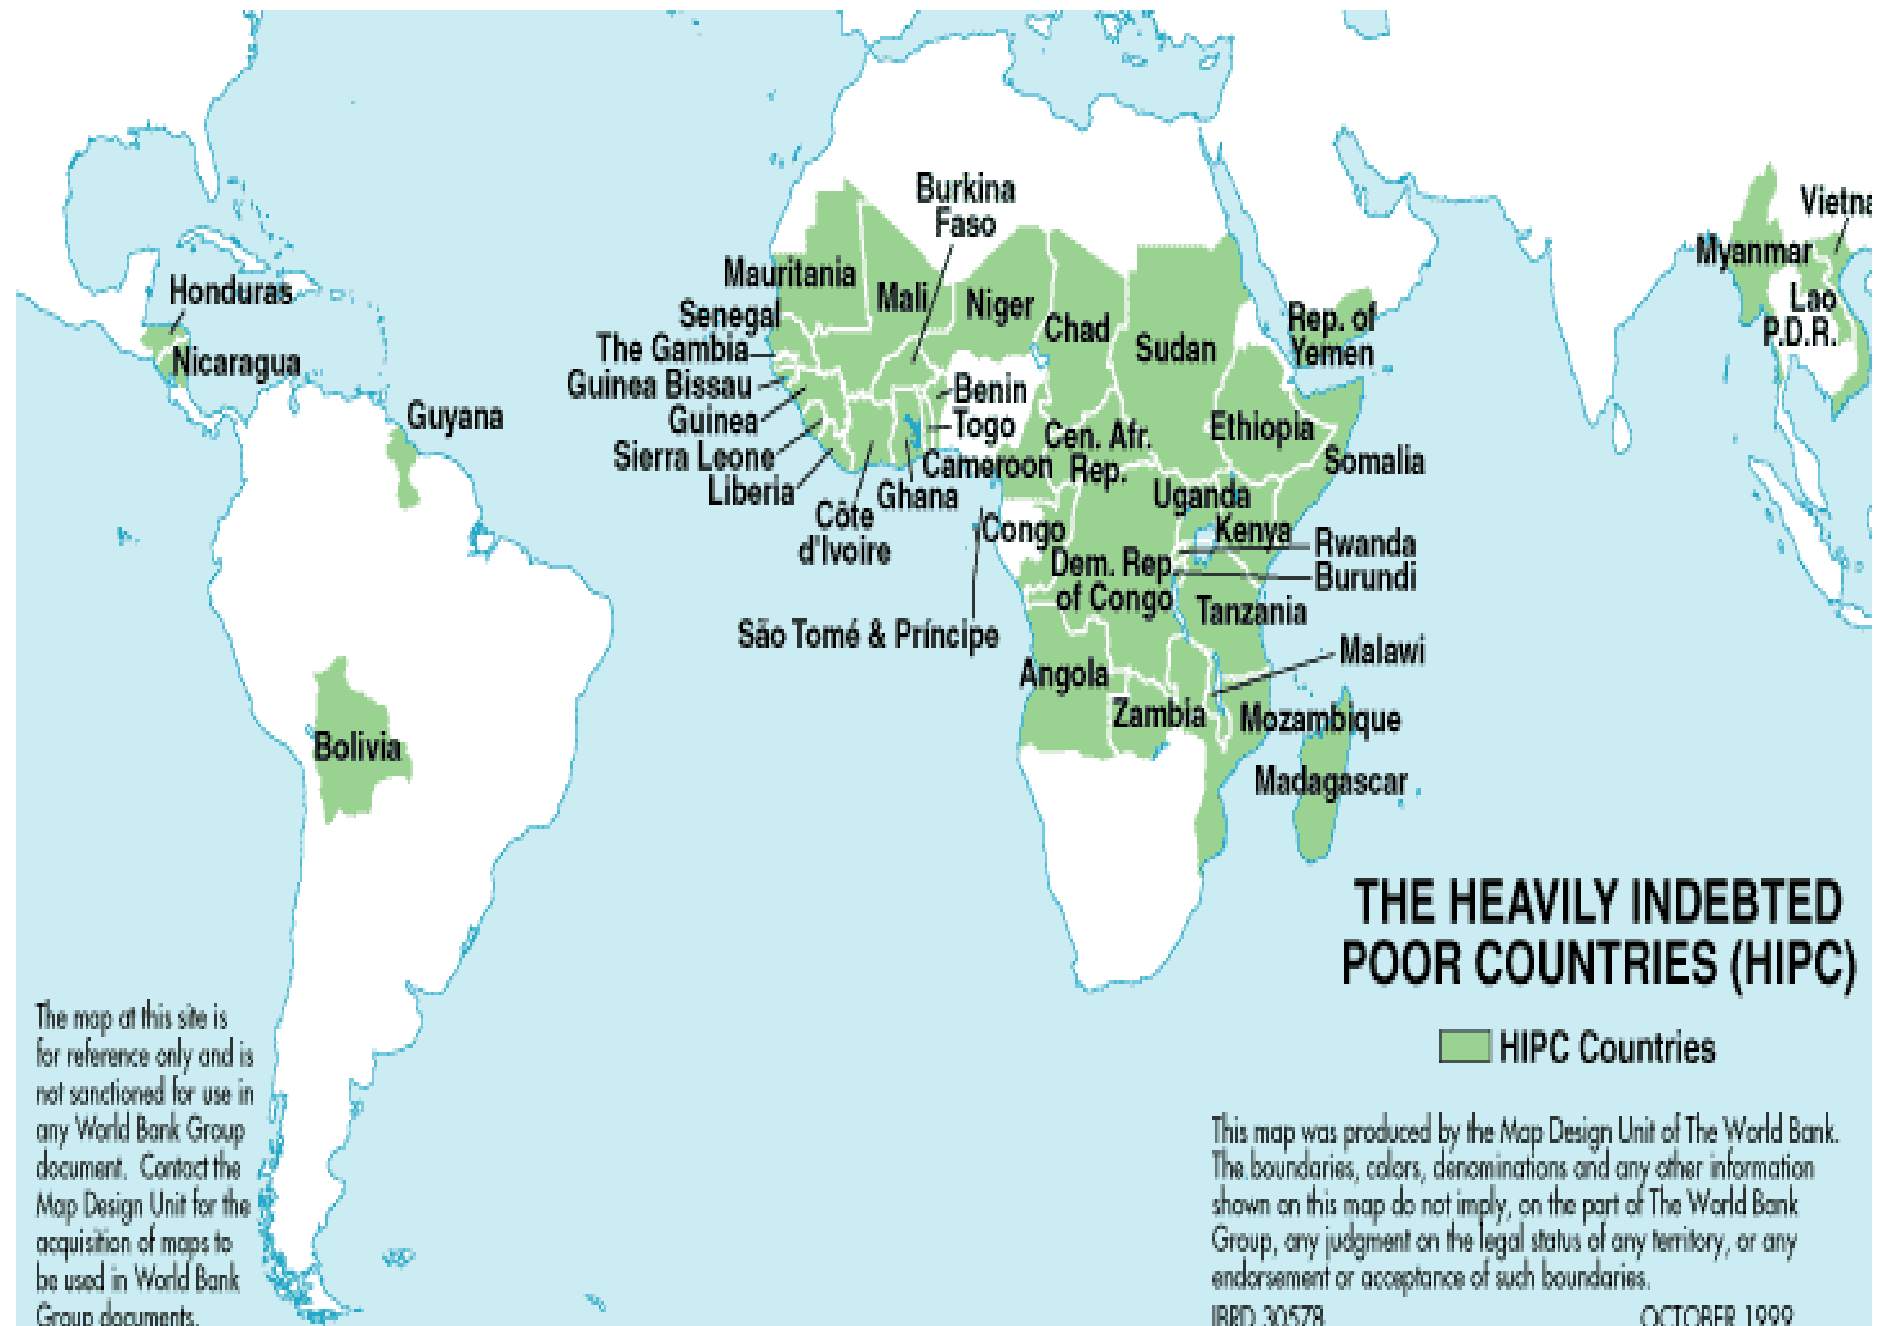 Burkina
Faso
Vietna
Myanmar
Honduras
Mauritania
Mali
Niger
Lao
P.D.R.
Senegal
Chad
Rep. of
Yemen
The Gambia
Sudan
Nicaragua
Guinea Bissau
Benin
Guyana
Guinea
Togo
Cen. Afr.
Rep.
Ethiopia
Sierra Leone
Cameroon
Somalia
Liberia
Ghana
Uganda
Côte
d'Ivoire
Congo
Kenya
Rwanda
Dem. Rep.
of Congo
Burundi
Tanzania
São Tomé & Príncipe
Malawi
Angola
Zambia
Mozambique
Bolivia
Madagascar
THE HEAVILY INDEBTED
POOR COUNTRIES (HIPC)
HIPC Countries
The map at this site is
for reference only and is
not sanctioned for use in
any World Bank Group
document. Contact the
Map Design Unit for the
acquisition of maps to
be used in World Bank
Group documents.
This map was produced by the Map Design Unit of The World Bank.
The boundaries, colors, denominations and any other information
shown on this map do not imply, on the part of The World Bank
Group, any judgment on the legal status of any territory, or any
endorsement or acceptance of such boundaries.
IBRD 30578
OCTOBER 1999